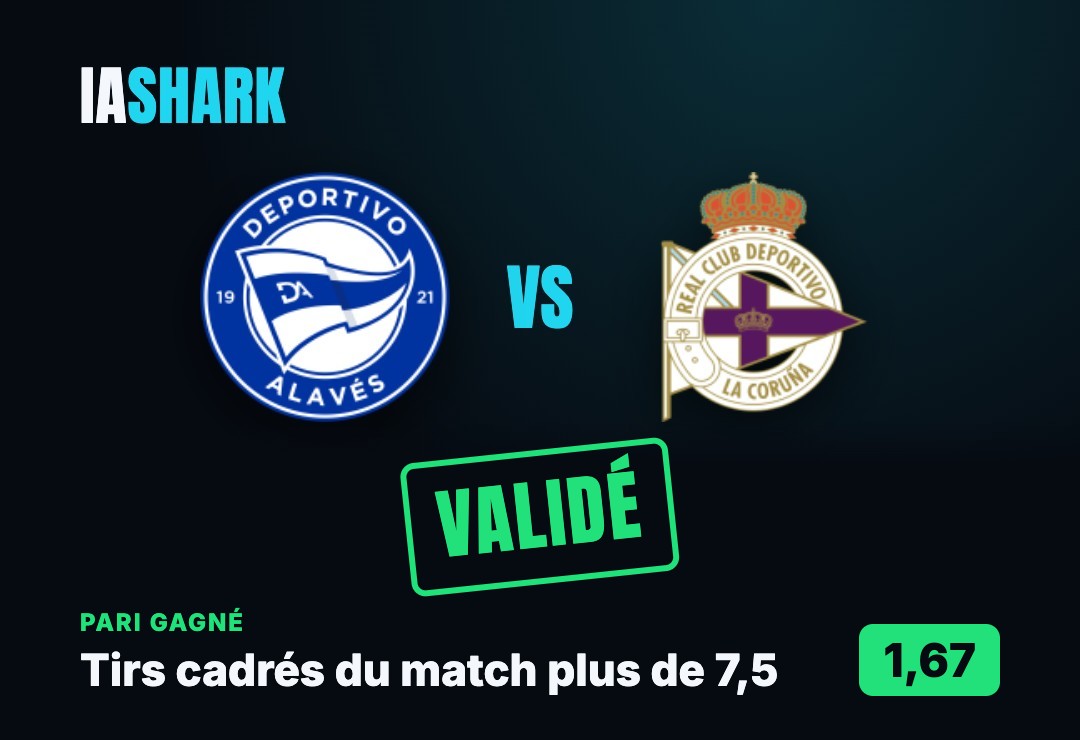 IASHARK
DEPORTIVO
19 DA 21
ALAVÉS
VS
REAL CLUB DEPORTIVO
LA CORUÑA
VALIDÉ
PARI GAGNÉ
Tirs cadrés du match plus de 7,5
1,67